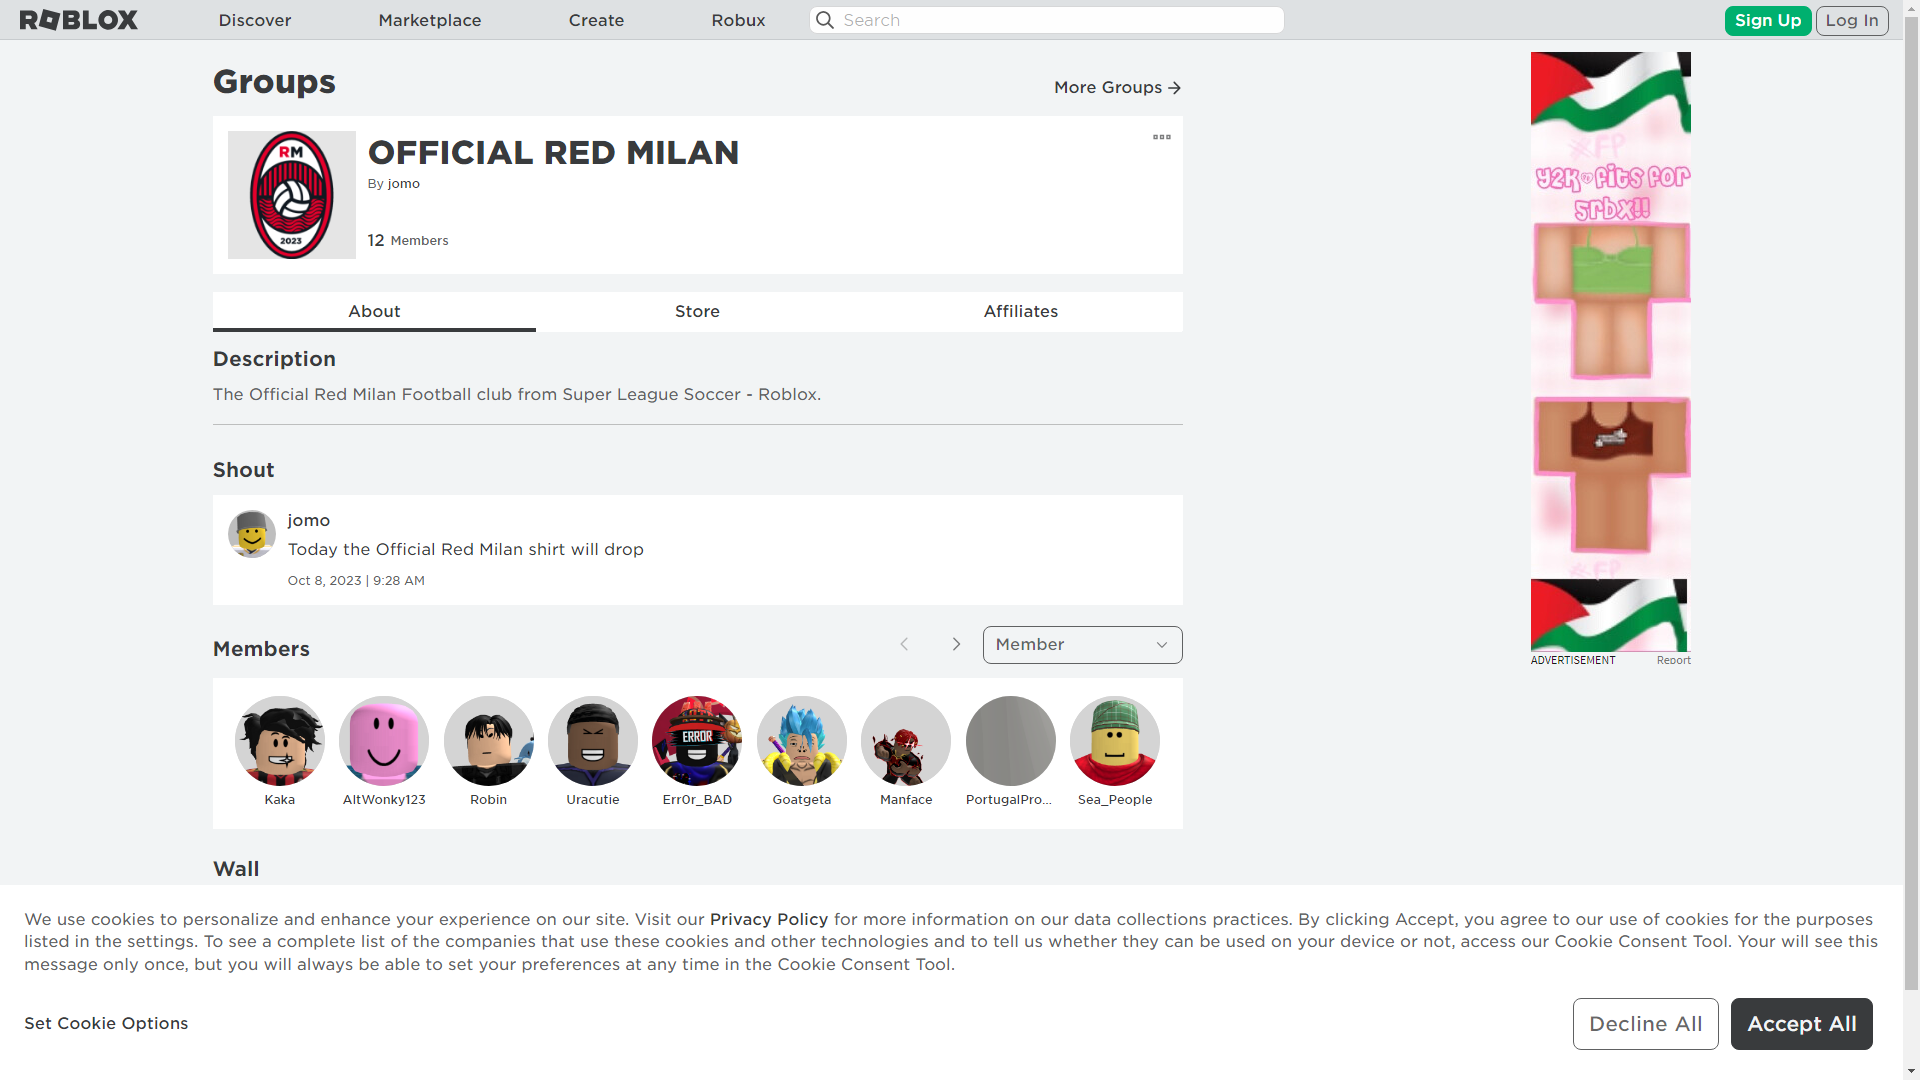 ROBLOX
Discover
Marketplace
Create
Robux
Search
Sign Up
Log In
Groups
More Groups
RM
2023
OFFICIAL RED MILAN
By jomo
12 Members
About
Store
Affiliates
Description
The Official Red Milan Football club from Super League Soccer - Roblox.
Shout
jomo
Today the Official Red Milan shirt will drop
Oct 8, 2023 | 9:28 AM
Members
Member
ERROR
Kaka
AltWonky123
Robin
Uracutie
Err0r_BAD
Goatgeta
Manface
PortugalPro...
Sea_People
Wall
#FP
y2k fits for
5rbx!!
#FP
ADVERTISEMENT
Report
We use cookies to personalize and enhance your experience on our site. Visit our Privacy Policy for more information on our data collections practices. By clicking Accept, you agree to our use of cookies for the purposes
listed in the settings. To see a complete list of the companies that use these cookies and other technologies and to tell us whether they can be used on your device or not, access our Cookie Consent Tool. Your will see this
message only once, but you will always be able to set your preferences at any time in the Cookie Consent Tool.
Set Cookie Options
Decline All
Accept All